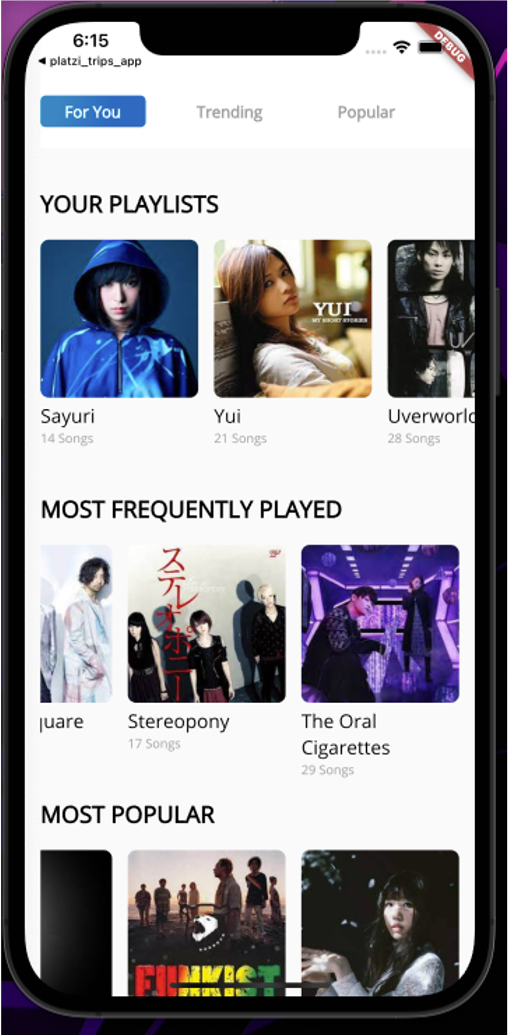 6:15
DEBUG
◀ platzi_trips_app
For You Trending Popular
YOUR PLAYLISTS
YUI
MY SHORT STORIES
Sayuri Yui Uverworld
14 Songs 21 Songs 28 Songs
MOST FREQUENTLY PLAYED
ステレオポニー
quare Stereopony The Oral
Cigarettes
17 Songs
29 Songs
MOST POPULAR
FUNKIST